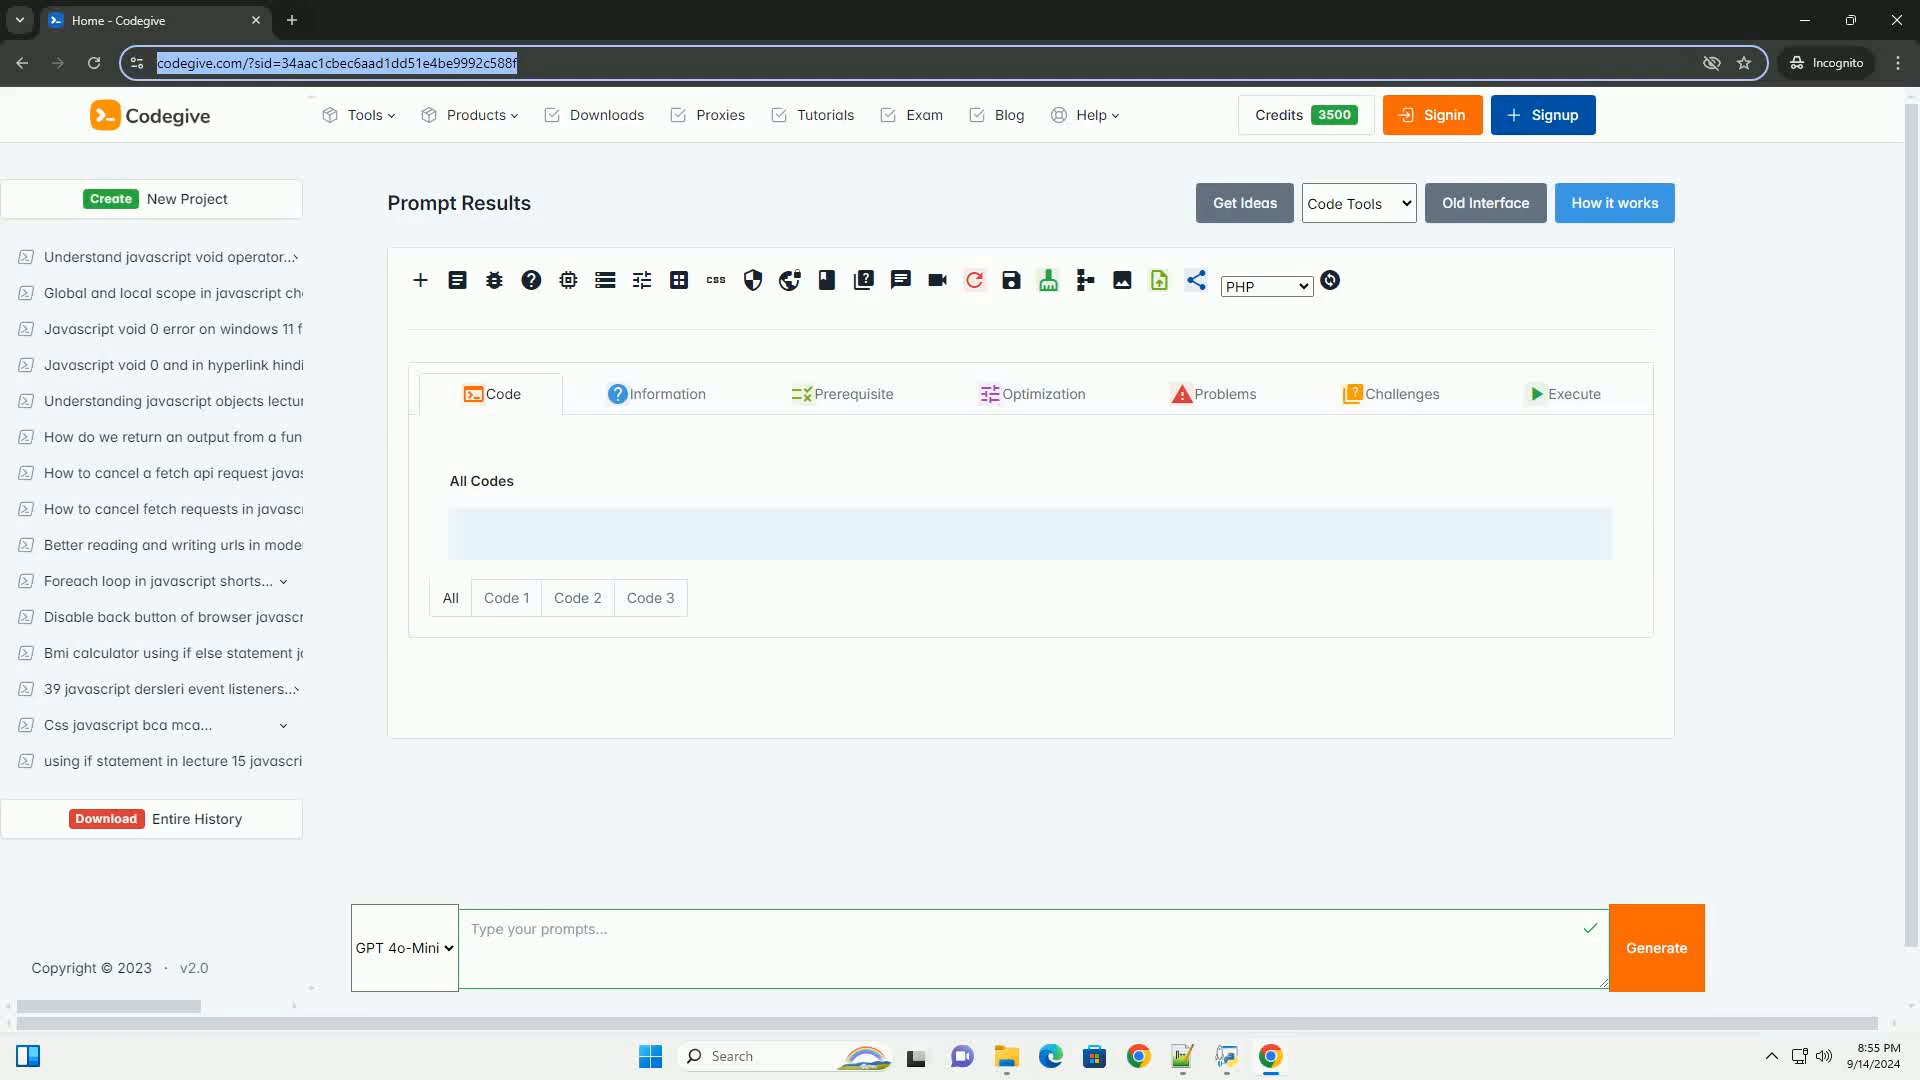 Home - Codegive
codegive.com/?sid=34aac1cbec6aad1dd51e4be9992c588f
Incognito
Codegive
Tools
Products
Downloads
Proxies
Tutorials
Exam
Blog
Help
Credits 3500
Signin
Signup
Create New Project
Understand javascript void operator...
Global and local scope in javascript ch
Javascript void 0 error on windows 11 f
Javascript void 0 and in hyperlink hindi
Understanding javascript objects lectur
How do we return an output from a fun
How to cancel a fetch api request javas
How to cancel fetch requests in javascr
Better reading and writing urls in mode
Foreach loop in javascript shorts...
Disable back button of browser javascr
Bmi calculator using if else statement ja
39 javascript dersleri event listeners...
Css javascript bca mca...
using if statement in lecture 15 javascri
Download Entire History
Copyright © 2023 · v2.0
Prompt Results
Get Ideas
Code Tools
Old Interface
How it works
css
PHP
Code
Information
Prerequisite
Optimization
Problems
Challenges
Execute
All Codes
All
Code 1
Code 2
Code 3
GPT 4o-Mini
Type your prompts...
Generate
Search
8:55 PM
9/14/2024